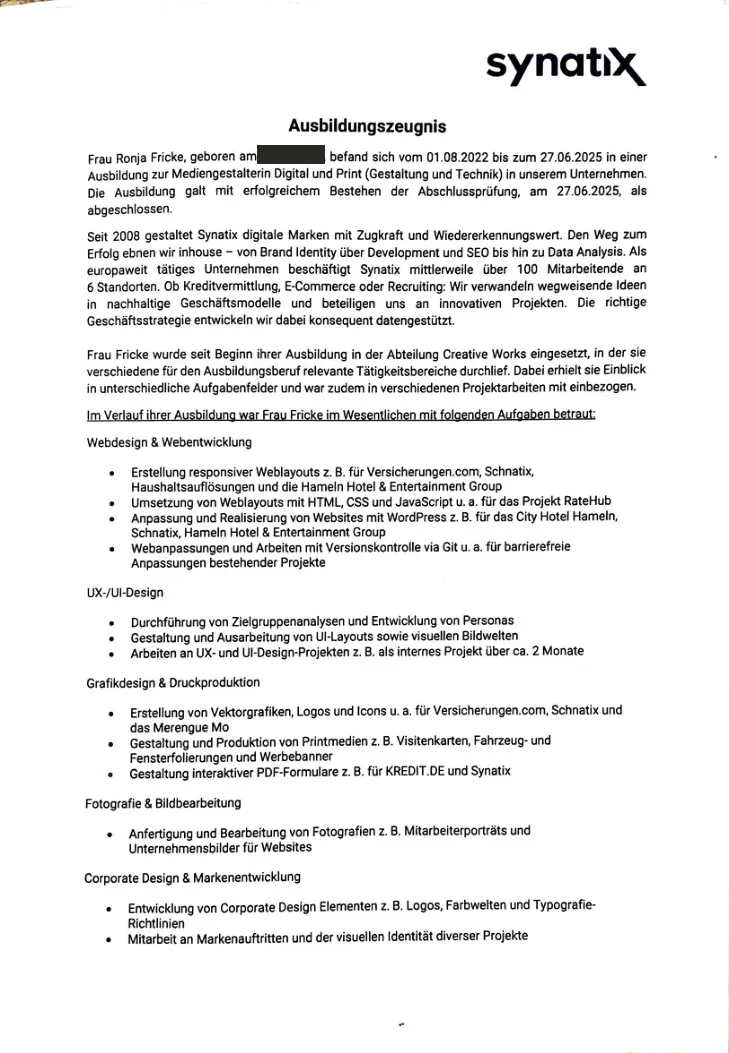 synatix
Ausbildungszeugnis
Frau Ronja Fricke, geboren am befand sich vom 01.08.2022 bis zum 27.06.2025 in einer
Ausbildung zur Mediengestalterin Digital und Print (Gestaltung und Technik) in unserem Unternehmen.
Die Ausbildung galt mit erfolgreichem Bestehen der Abschlussprüfung, am 27.06.2025, als
abgeschlossen.
Seit 2008 gestaltet Synatix digitale Marken mit Zugkraft und Wiedererkennungswert. Den Weg zum
Erfolg ebnen wir inhouse – von Brand Identity über Development und SEO bis hin zu Data Analysis. Als
europaweit tätiges Unternehmen beschäftigt Synatix mittlerweile über 100 Mitarbeitende an
6 Standorten. Ob Kreditvermittlung, E-Commerce oder Recruiting: Wir verwandeln wegweisende Ideen
in nachhaltige Geschäftsmodelle und beteiligen uns an innovativen Projekten. Die richtige
Geschäftsstrategie entwickeln wir dabei konsequent datengestützt.
Frau Fricke wurde seit Beginn ihrer Ausbildung in der Abteilung Creative Works eingesetzt, in der sie
verschiedene für den Ausbildungsberuf relevante Tätigkeitsbereiche durchlief. Dabei erhielt sie Einblick
in unterschiedliche Aufgabenfelder und war zudem in verschiedenen Projektarbeiten mit einbezogen.
Im Verlauf ihrer Ausbildung war Frau Fricke im Wesentlichen mit folgenden Aufgaben betraut:
Webdesign & Webentwicklung
• Erstellung responsiver Weblayouts z. B. für Versicherungen.com, Schnatix,
Haushaltsauflösungen und die Hameln Hotel & Entertainment Group
• Umsetzung von Weblayouts mit HTML, CSS und JavaScript u. a. für das Projekt RateHub
• Anpassung und Realisierung von Websites mit WordPress z. B. für das City Hotel Hameln,
Schnatix, Hameln Hotel & Entertainment Group
• Webanpassungen und Arbeiten mit Versionskontrolle via Git u. a. für barrierefreie
Anpassungen bestehender Projekte
UX-/UI-Design
• Durchführung von Zielgruppenanalysen und Entwicklung von Personas
• Gestaltung und Ausarbeitung von UI-Layouts sowie visuellen Bildwelten
• Arbeiten an UX- und UI-Design-Projekten z. B. als internes Projekt über ca. 2 Monate
Grafikdesign & Druckproduktion
• Erstellung von Vektorgrafiken, Logos und Icons u. a. für Versicherungen.com, Schnatix und
das Merengue Mo
• Gestaltung und Produktion von Printmedien z. B. Visitenkarten, Fahrzeug- und
Fensterfolierungen und Werbebanner
• Gestaltung interaktiver PDF-Formulare z. B. für KREDIT.DE und Synatix
Fotografie & Bildbearbeitung
• Anfertigung und Bearbeitung von Fotografien z. B. Mitarbeiterporträts und
Unternehmensbilder für Websites
Corporate Design & Markenentwicklung
• Entwicklung von Corporate Design Elementen z. B. Logos, Farbwelten und Typografie-
Richtlinien
• Mitarbeit an Markenauftritten und der visuellen Identität diverser Projekte